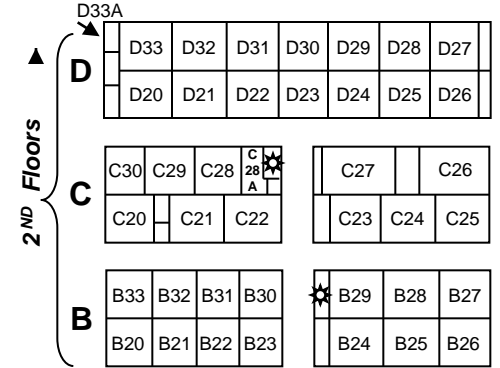 D33A
D33 D32 D31 D30 D29 D28 D27
D
D20 D21 D22 D23 D24 D25 D26
2ND Floors
C30 C29 C28 C 28 A C27 C26
C
C20 C21 C22 C23 C24 C25
B33 B32 B31 B30 B29 B28 B27
B
B20 B21 B22 B23 B24 B25 B26